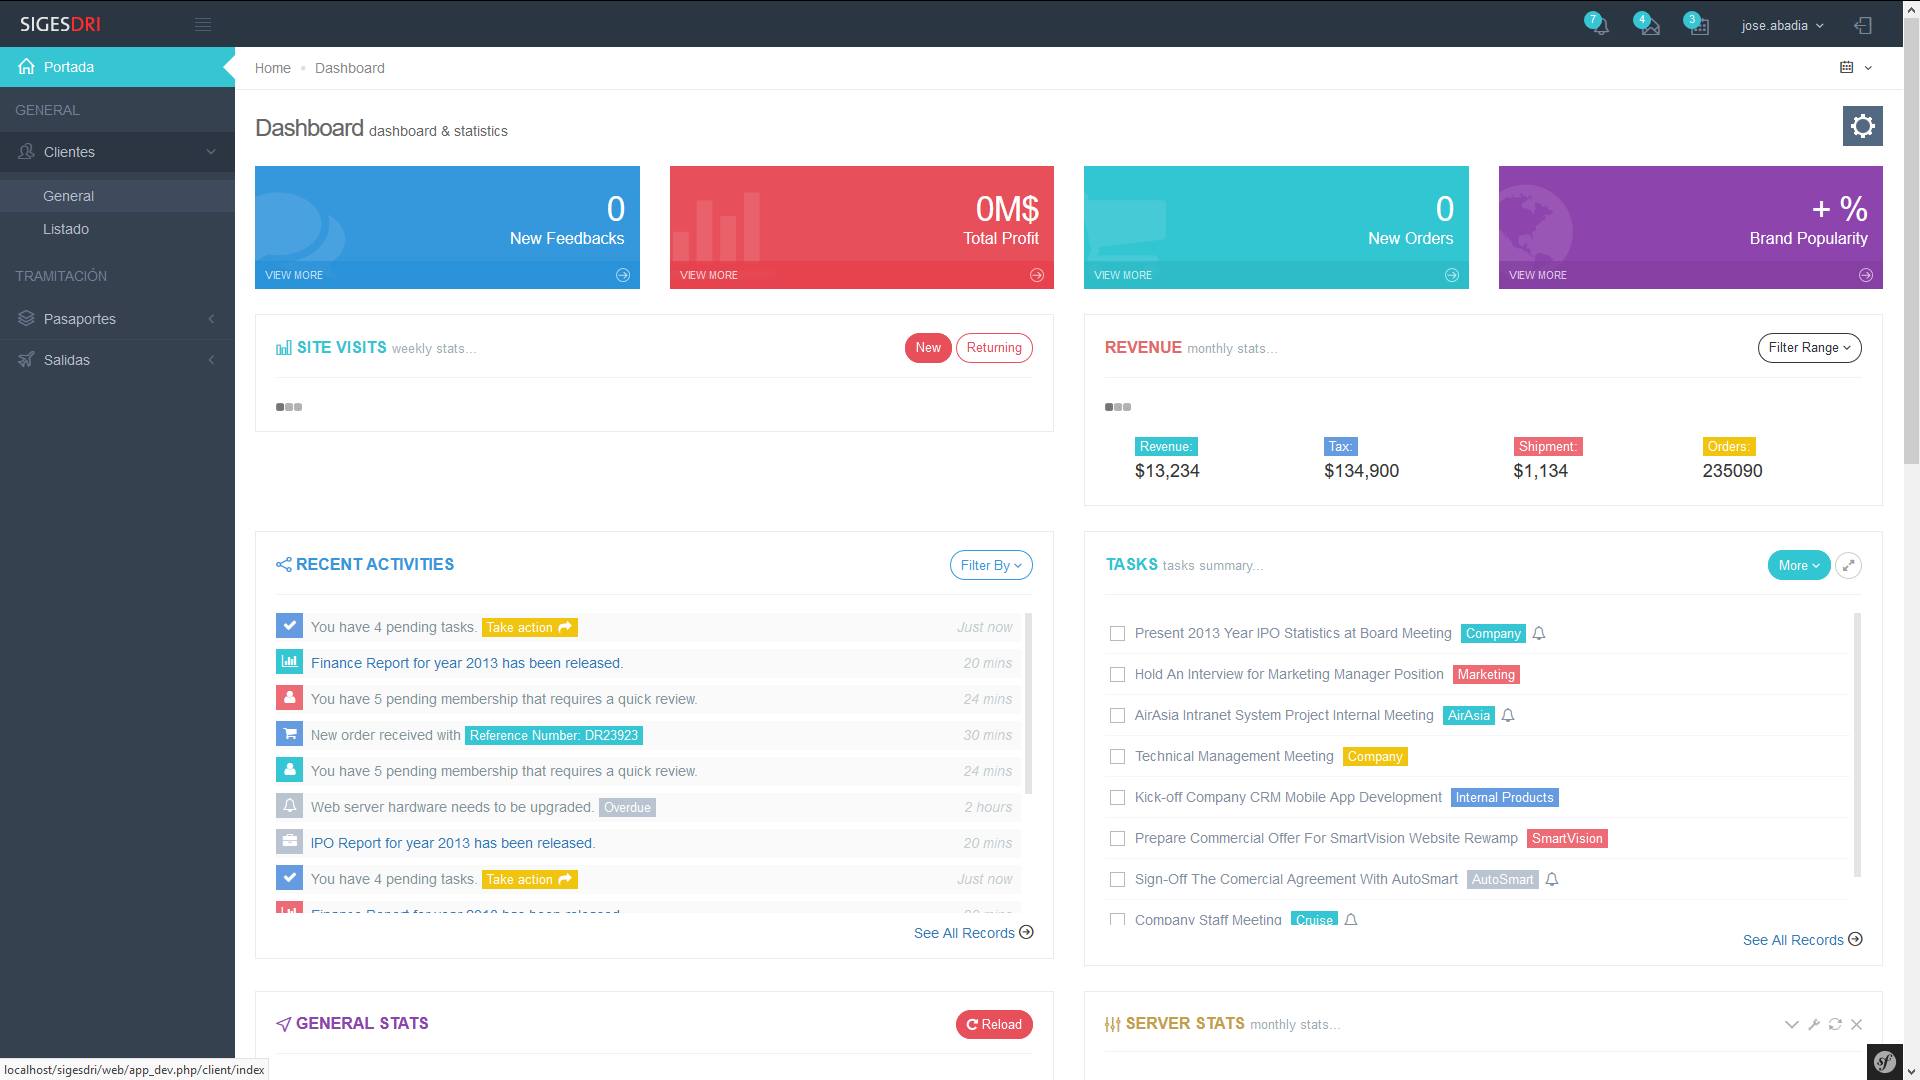 SIGESDRI
7
4
3
jose.abadia
Portada
Home
Dashboard
GENERAL
Clientes
General
Listado
TRAMITACIÓN
Pasaportes
Salidas
Dashboard dashboard & statistics
0
New Feedbacks
VIEW MORE
0M$
Total Profit
VIEW MORE
0
New Orders
VIEW MORE
+ %
Brand Popularity
VIEW MORE
SITE VISITS weekly stats...
New
Returning
REVENUE monthly stats...
Filter Range
Revenue:
$13,234
Tax:
$134,900
Shipment:
$1,134
Orders:
235090
RECENT ACTIVITIES
Filter By
You have 4 pending tasks. Take action Just now
Finance Report for year 2013 has been released. 20 mins
You have 5 pending membership that requires a quick review. 24 mins
New order received with Reference Number: DR23923 30 mins
You have 5 pending membership that requires a quick review. 24 mins
Web server hardware needs to be upgraded. Overdue 2 hours
IPO Report for year 2013 has been released. 20 mins
You have 4 pending tasks. Take action Just now
Finance Report for year 2013 has been released.
See All Records
TASKS tasks summary...
More
Present 2013 Year IPO Statistics at Board Meeting Company
Hold An Interview for Marketing Manager Position Marketing
AirAsia Intranet System Project Internal Meeting AirAsia
Technical Management Meeting Company
Kick-off Company CRM Mobile App Development Internal Products
Prepare Commercial Offer For SmartVision Website Rewamp SmartVision
Sign-Off The Comercial Agreement With AutoSmart AutoSmart
Company Staff Meeting Cruise
See All Records
GENERAL STATS
Reload
SERVER STATS monthly stats...
sf
localhost/sigesdri/web/app_dev.php/client/index